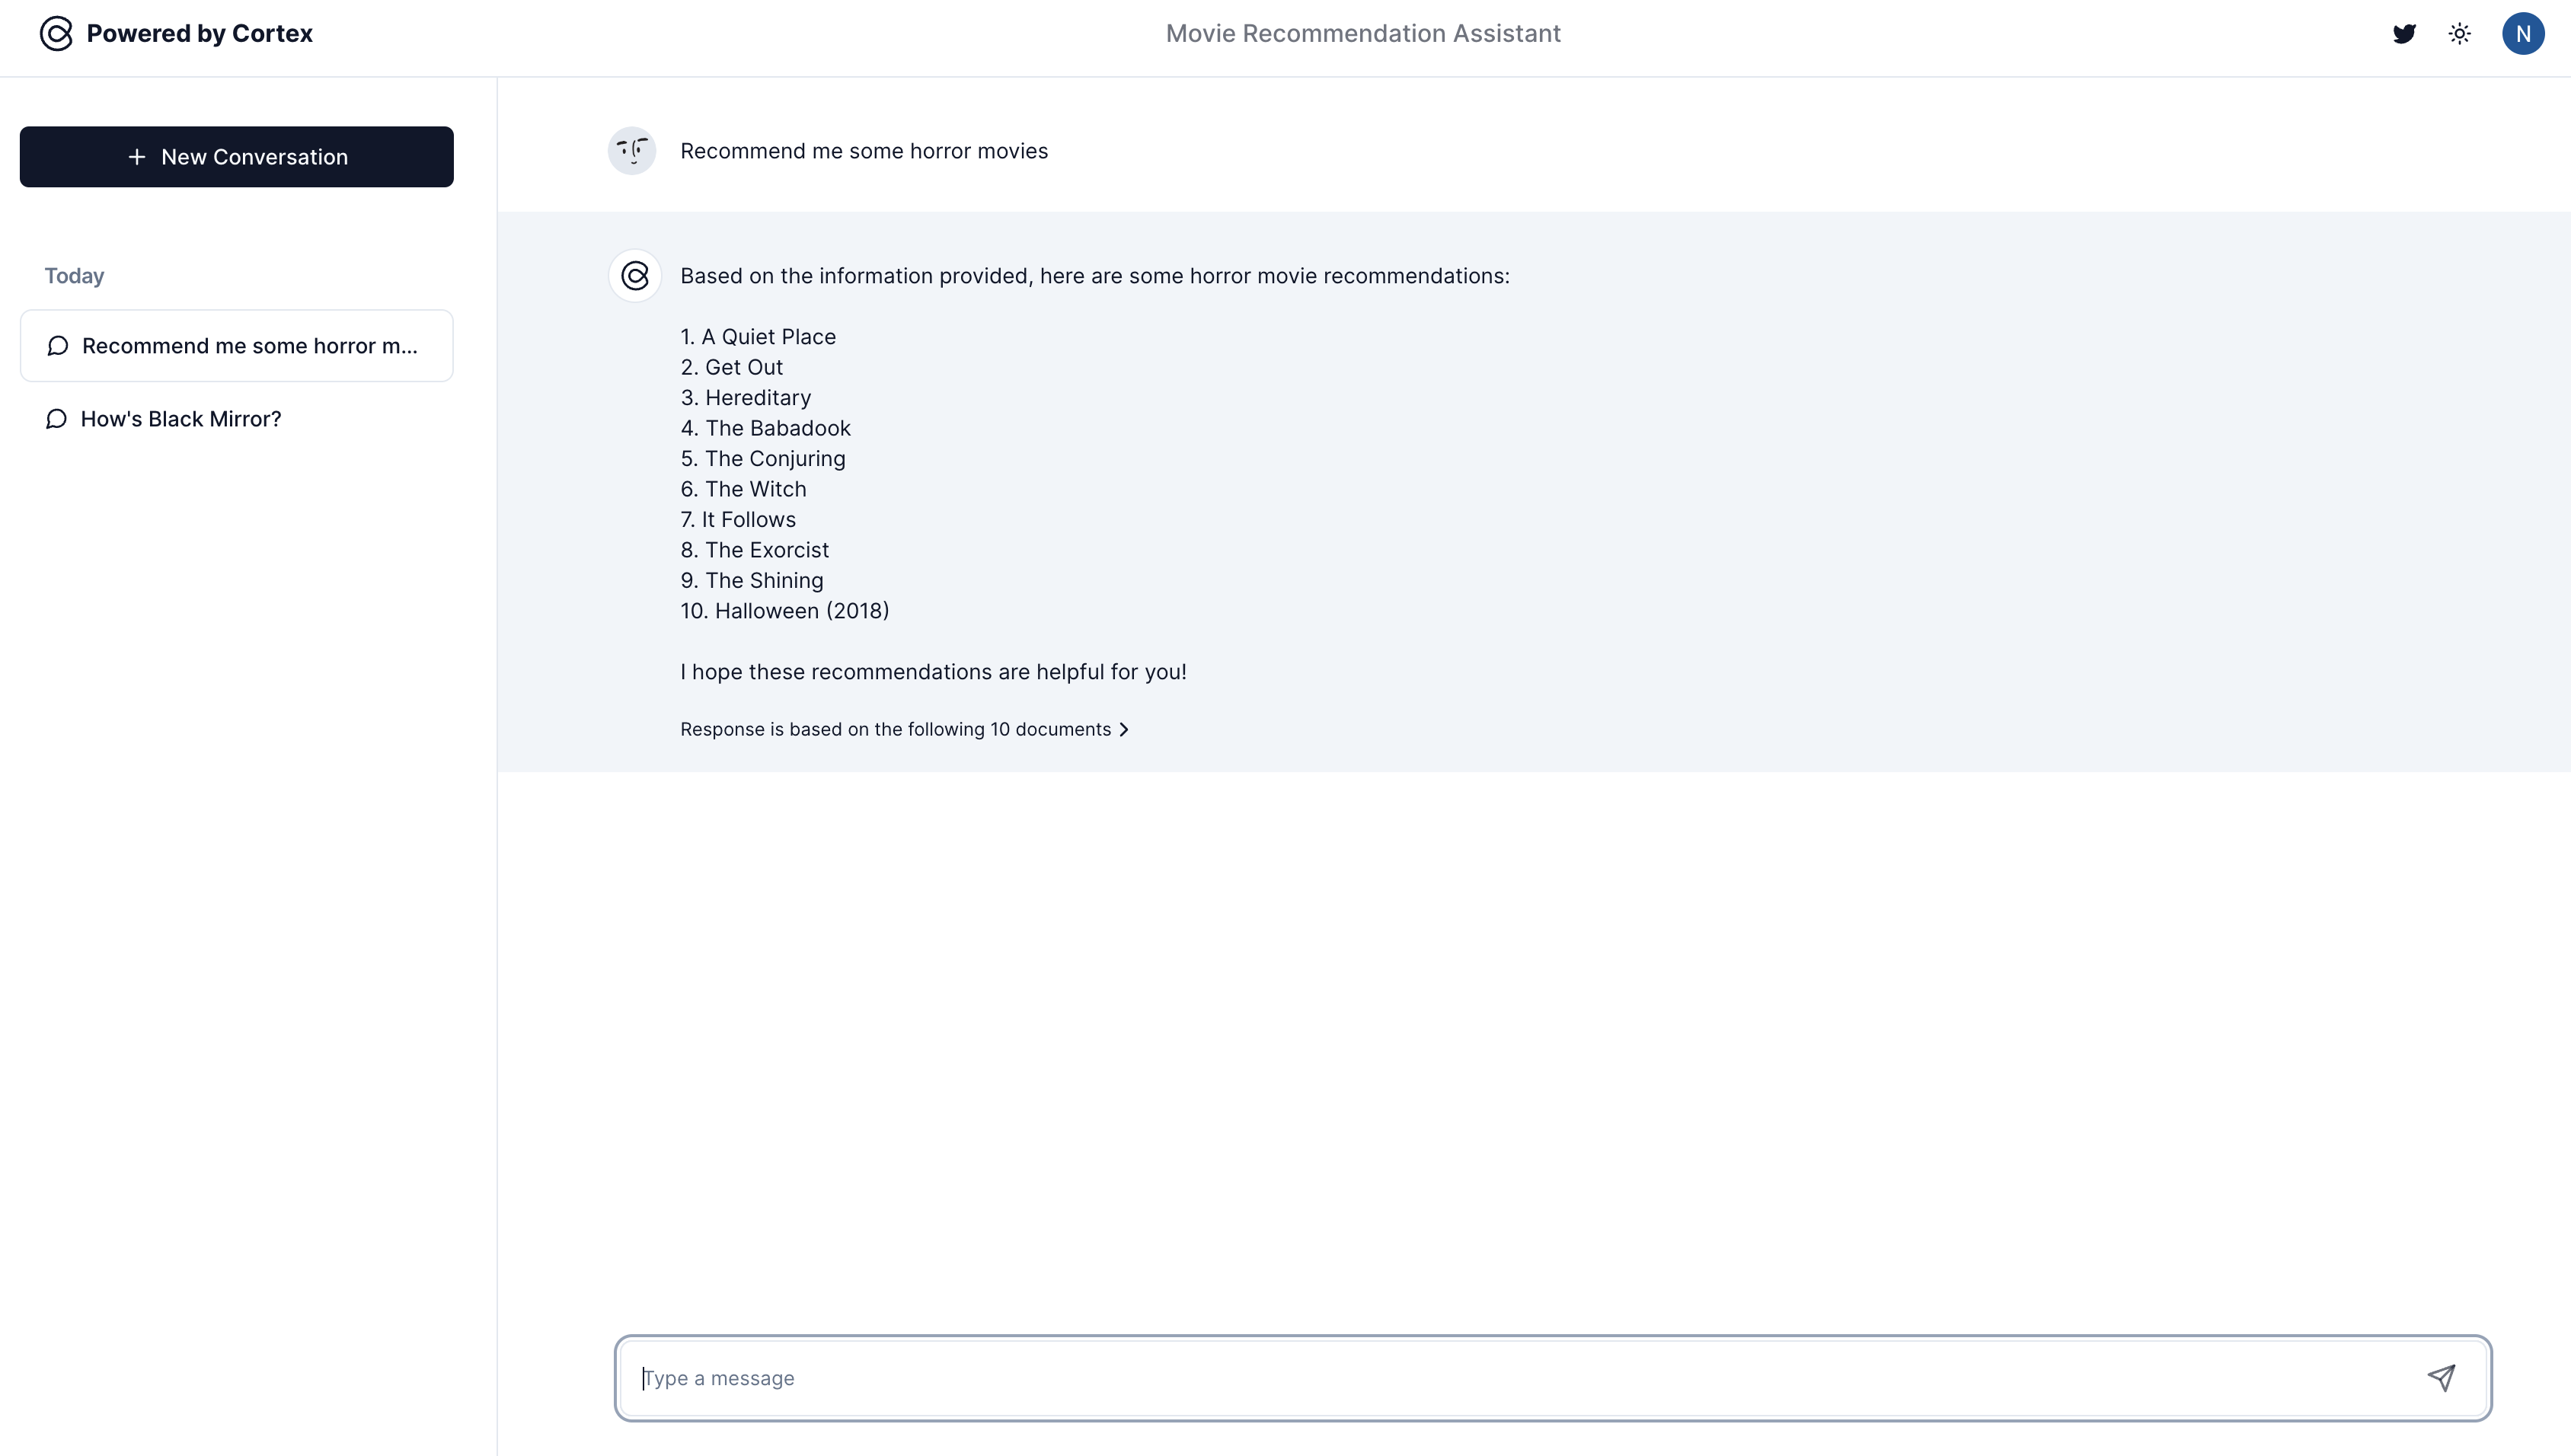 Powered by Cortex
Movie Recommendation Assistant
N
+ New Conversation
Today
Recommend me some horror m...
How's Black Mirror?
Recommend me some horror movies
Based on the information provided, here are some horror movie recommendations:
1. A Quiet Place
2. Get Out
3. Hereditary
4. The Babadook
5. The Conjuring
6. The Witch
7. It Follows
8. The Exorcist
9. The Shining
10. Halloween (2018)
I hope these recommendations are helpful for you!
Response is based on the following 10 documents
Type a message